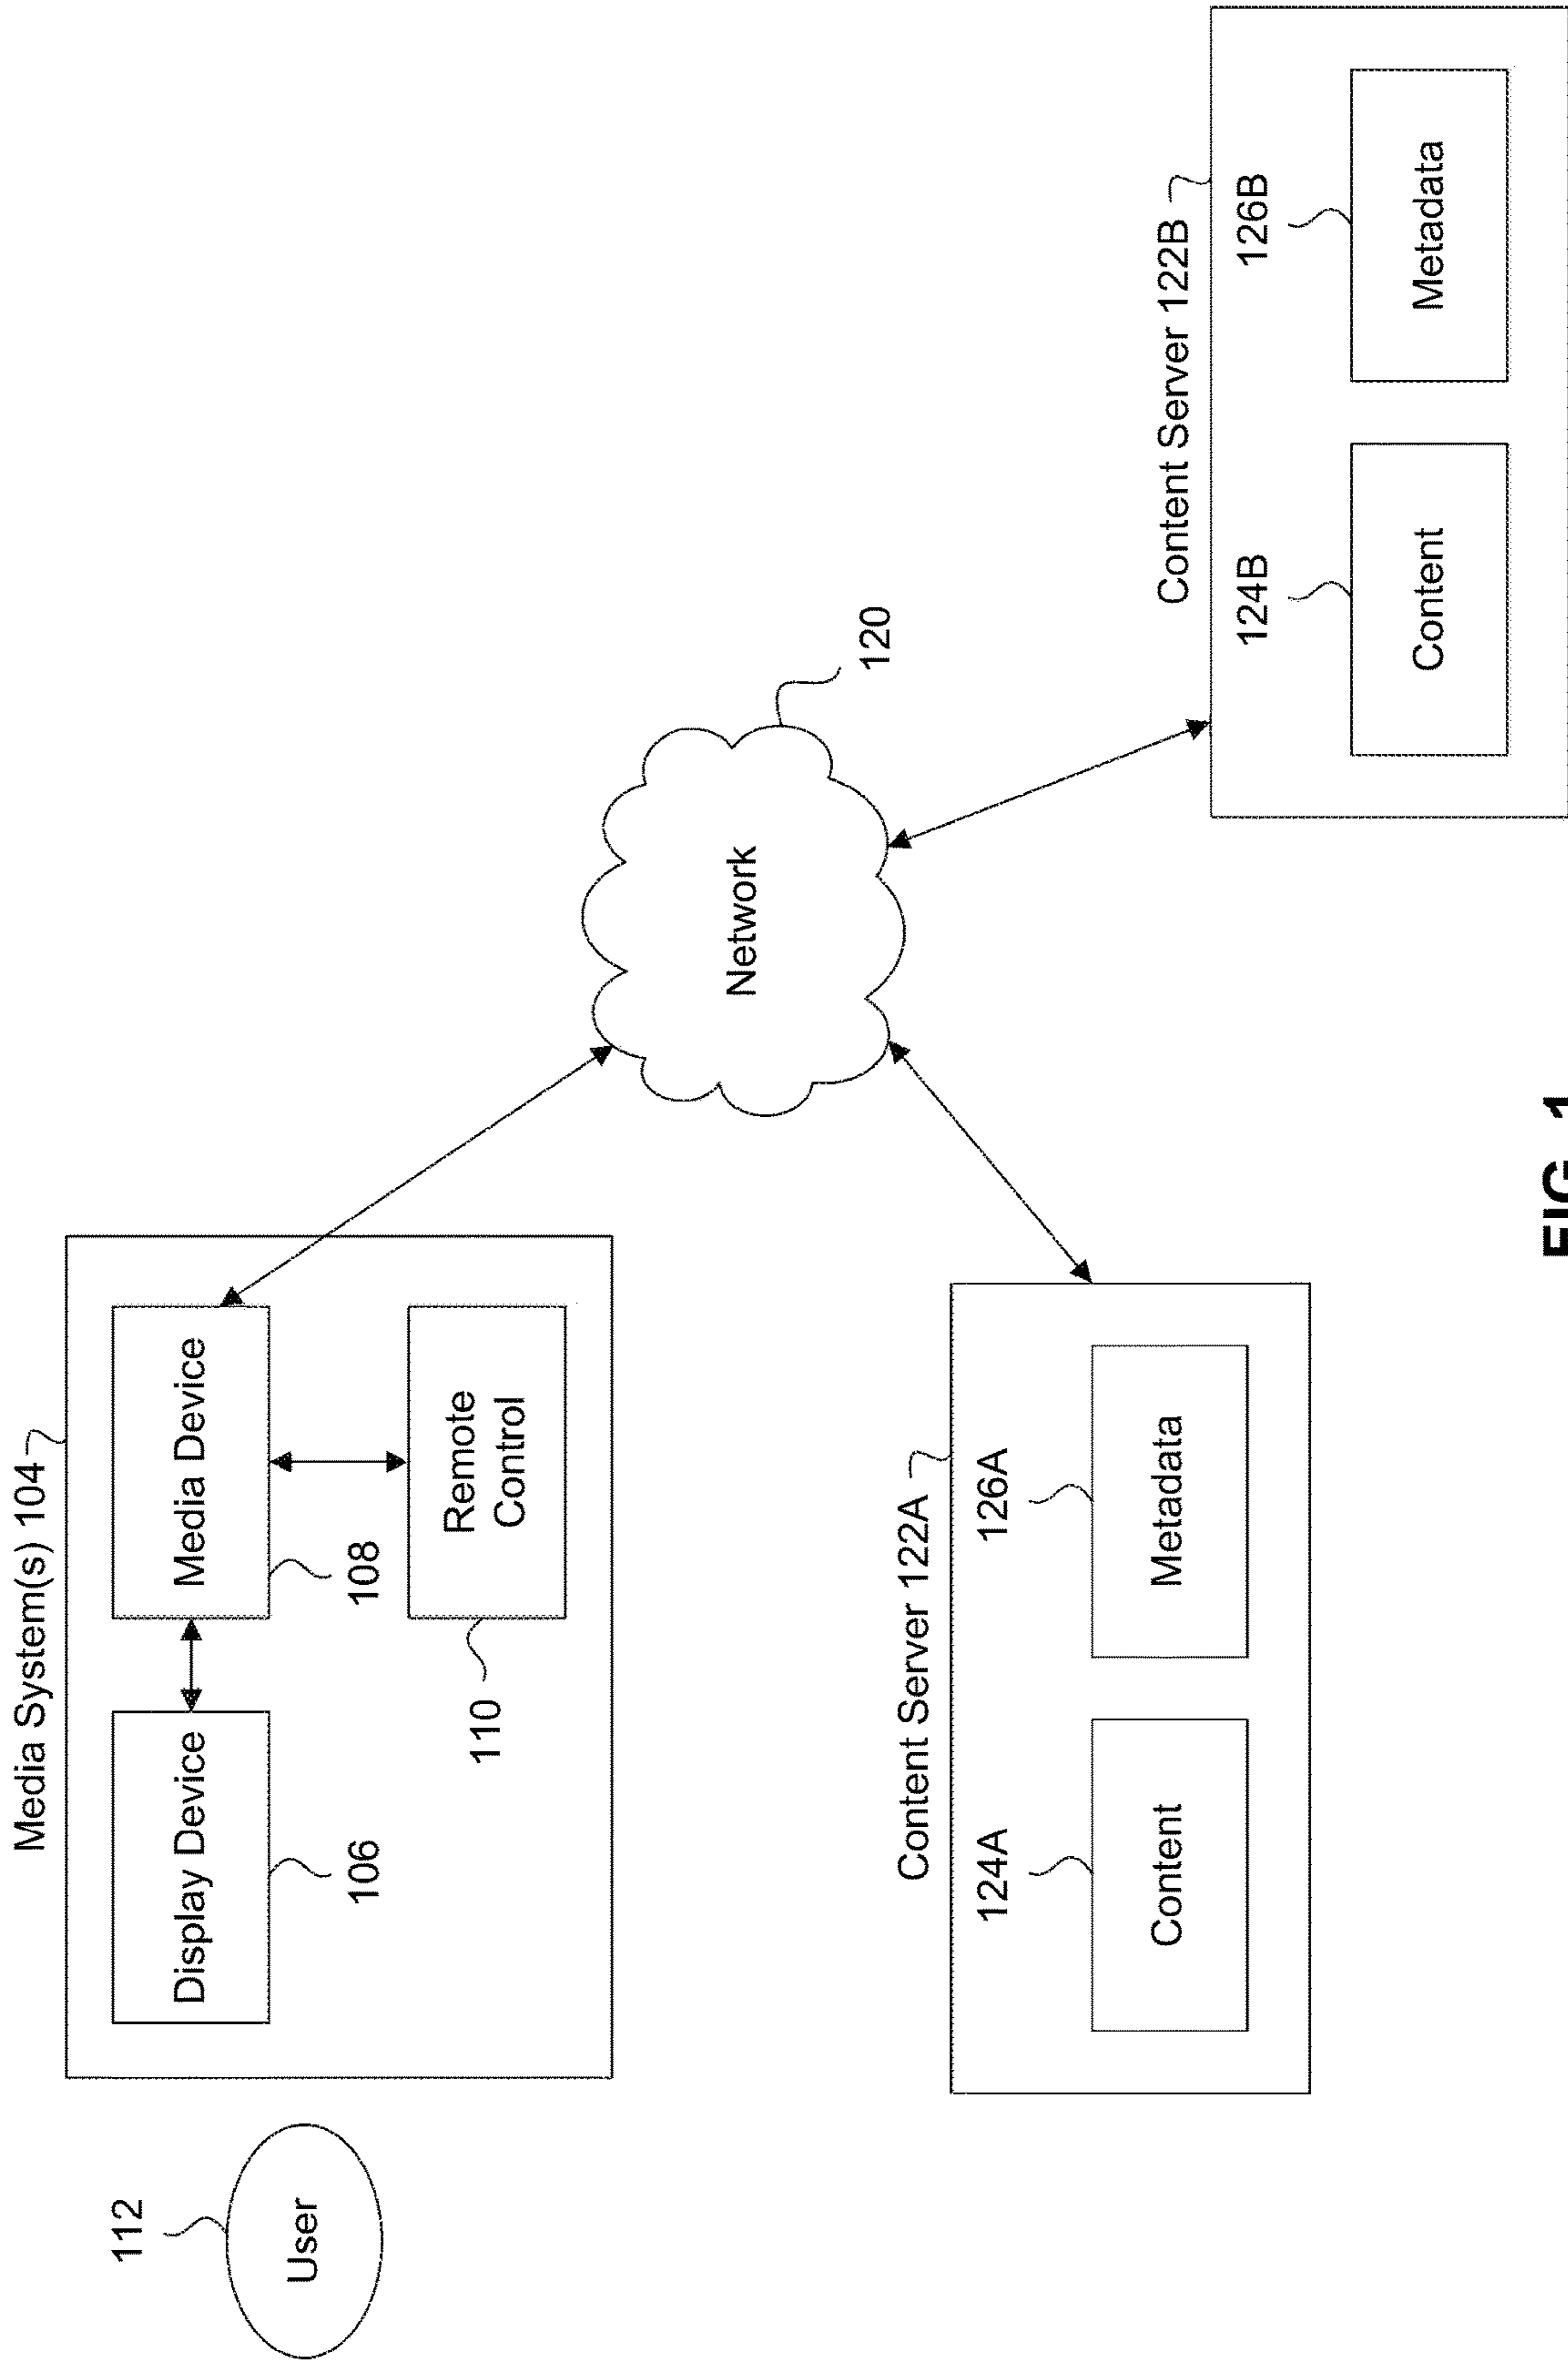 Media System(s) 104
112
User
Display Device
106
Media Device
108
Remote
Control
110
Network
120
Content Server 122A
124A
126A
Content
Metadata
Content Server 122B
124B
126B
Content
Metadata
FIG. 1